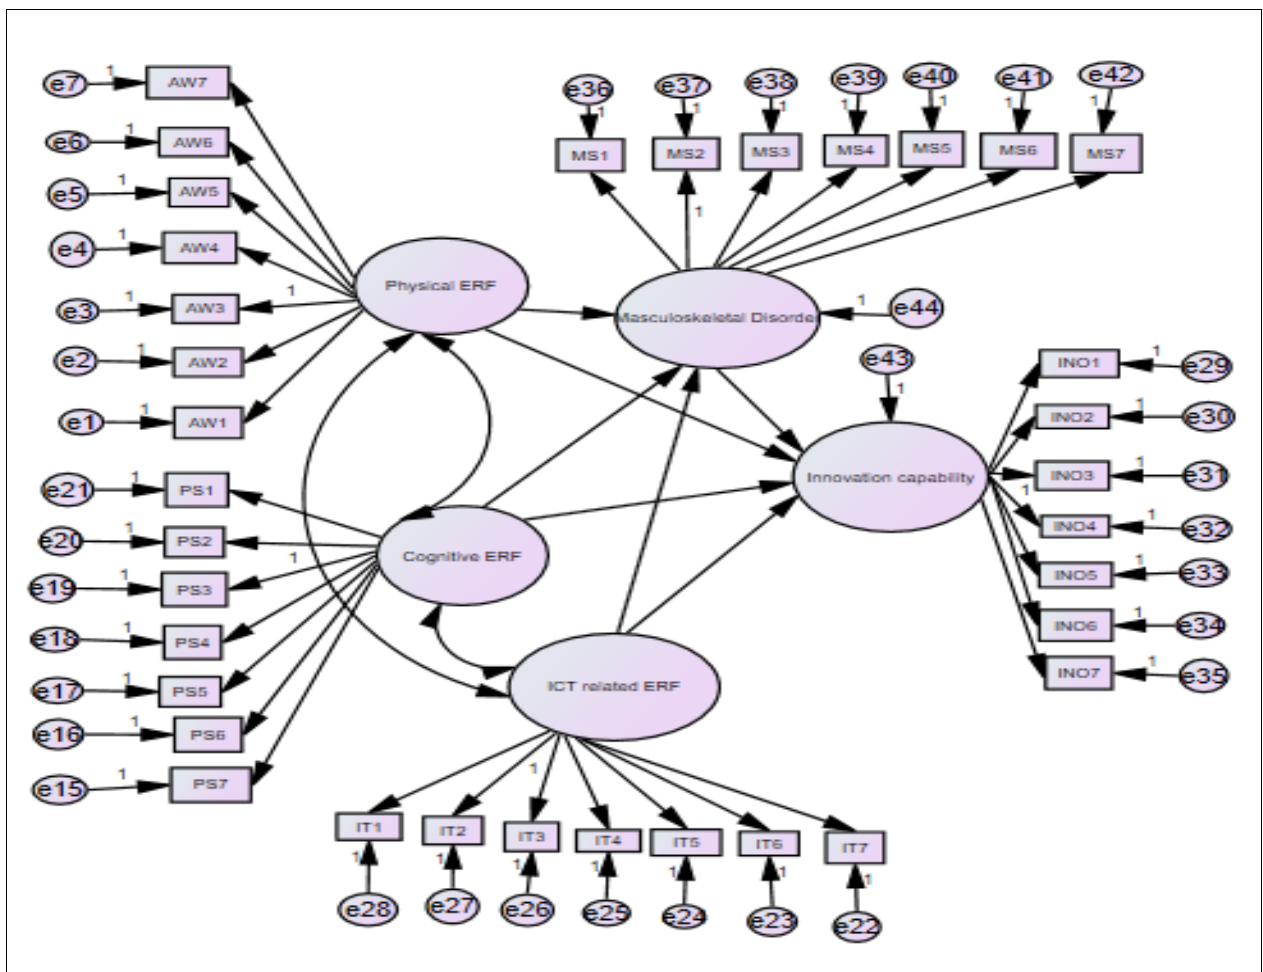 e7 1 AW7
e6 1 AW6
e5 1 AW5
e4 1 AW4
e3 1 AW3 1
e2 1 AW2
e1 1 AW1
Physical ERF
e36 e37 e38 e39 e40 e41 e42
1 1 1 1 1 1 1
MS1 MS2 MS3 MS4 MS5 MS6 MS7
1
Masculoskeletal Disorde
1 e44
e43
1
Innovation capability
INO1 1 e29
INO2 1 e30
INO3 1 e31
1
INO4 1 e32
INO5 1 e33
INO6 1 e34
INO7 1 e35
e21 1 PS1
e20 1 PS2
e19 1 PS3 1
e18 1 PS4
e17 1 PS5
e16 1 PS6
e15 1 PS7
Cognitive ERF
ICT related ERF
1
IT1 IT2 IT3 IT4 IT5 IT6 IT7
1 1 1 1 1 1 1
e28 e27 e26 e25 e24 e23 e22